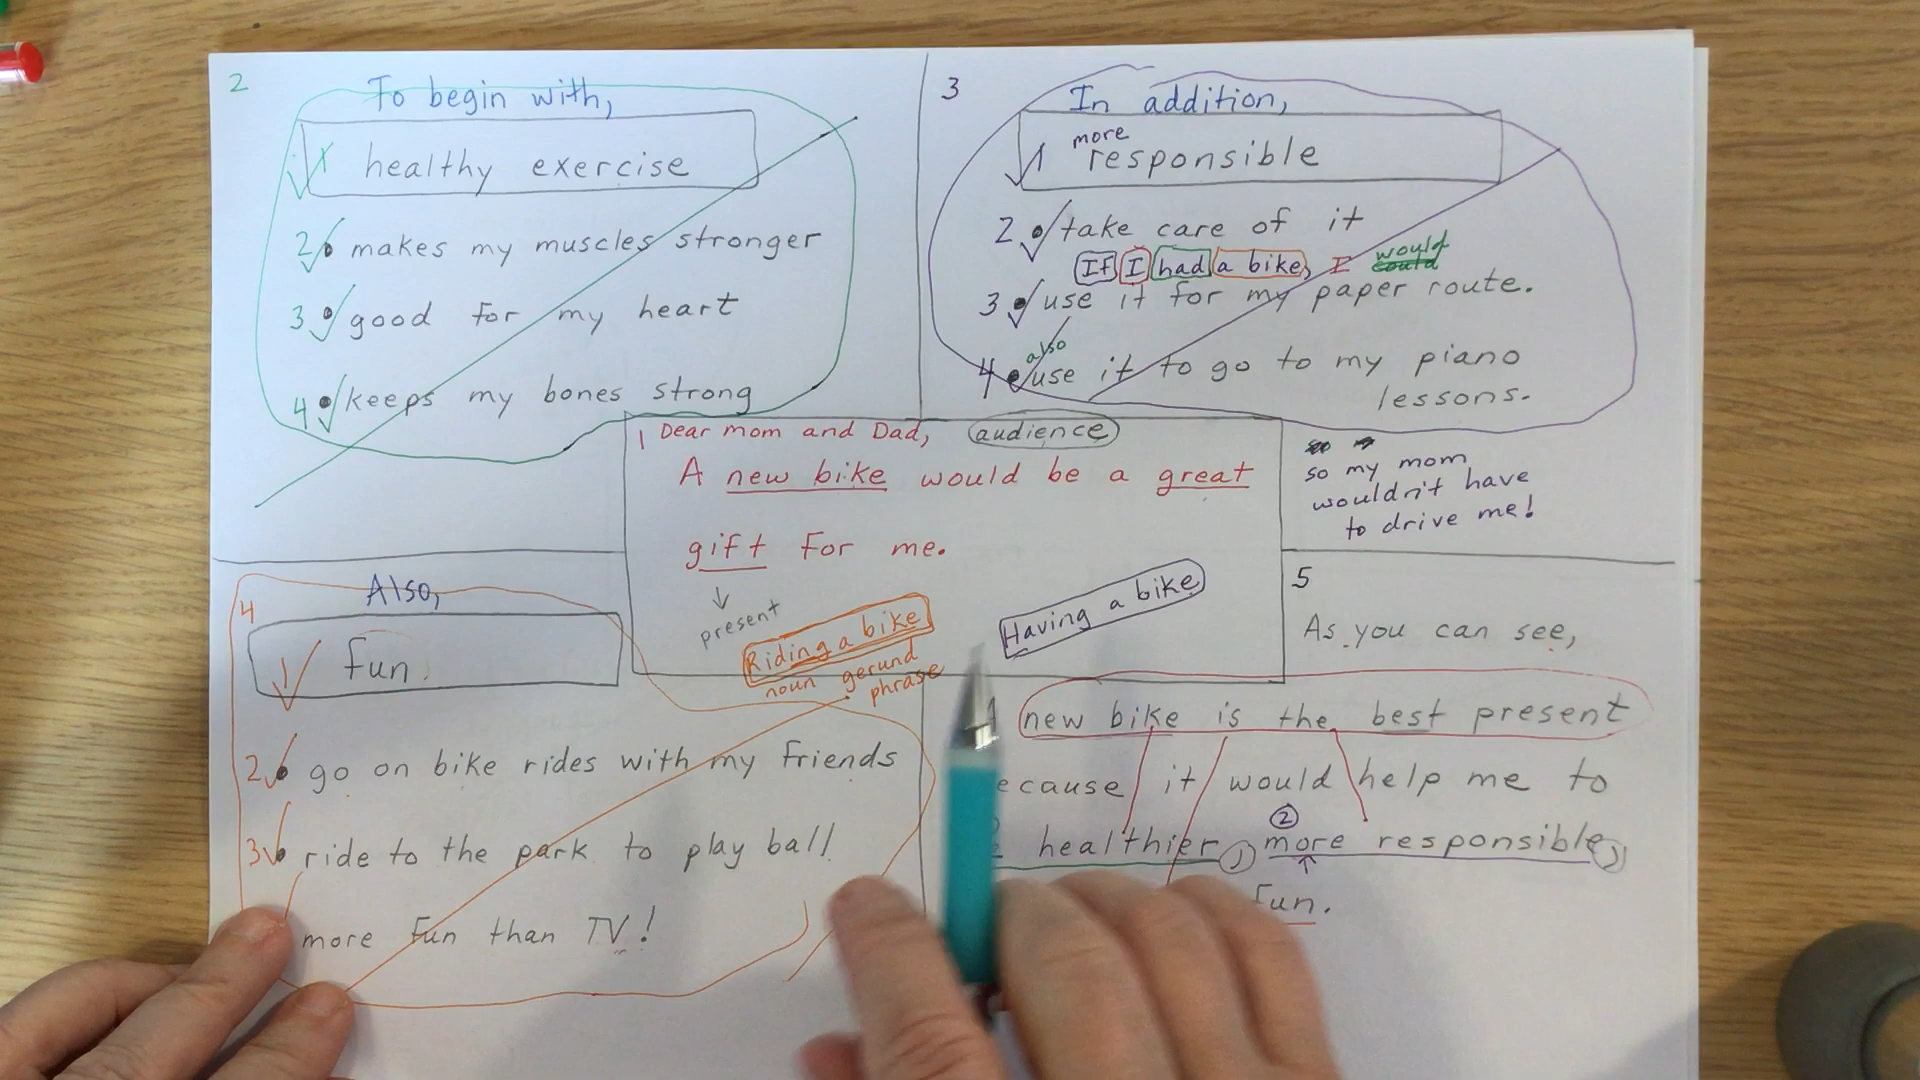 2
To begin with,
1 healthy exercise
2 makes my muscles stronger
3 good for my heart
4 keeps my bones strong
3
In addition,
more
1 responsible
2 take care of it
would
If I had a bike, I could
3 use it for my paper route.
also
4 use it to go to my piano
lessons.
so my mom
wouldn't have
to drive me!
1 Dear mom and Dad, audience
A new bike would be a great
gift for me.
↓
present
Riding a bike
noun gerund
phrase
Having a bike
4
Also,
1 fun
2 go on bike rides with my friends
3 ride to the park to play ball
more fun than TV!
5
As you can see,
new bike is the best present
ecause it would help me to
2
healthier, more responsible,
fun.